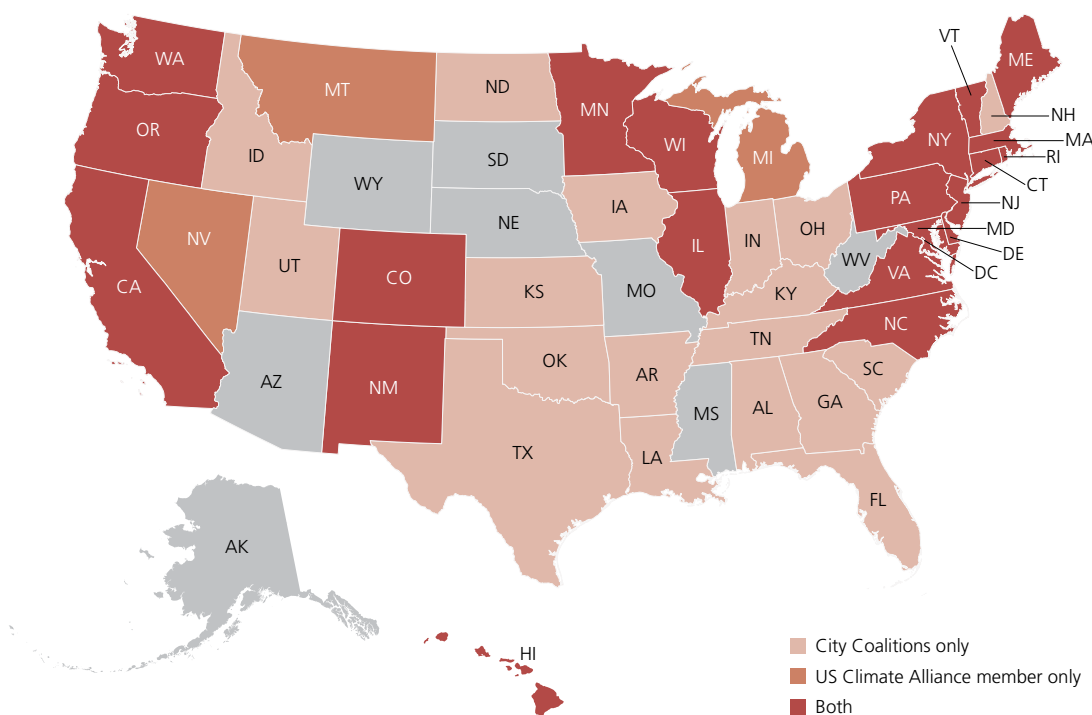 VT
WA
ME
MT
ND
MN
NH
OR
NY
MA
ID
WI
MI
RI
SD
WY
CT
PA
NJ
NE
IA
MD
NV
OH
IN
DE
IL
WV
UT
DC
VA
CO
CA
KS
MO
KY
NC
TN
OK
AZ
AR
SC
NM
GA
MS
AL
TX
LA
FL
AK
HI
City Coalitions only
US Climate Alliance member only
Both